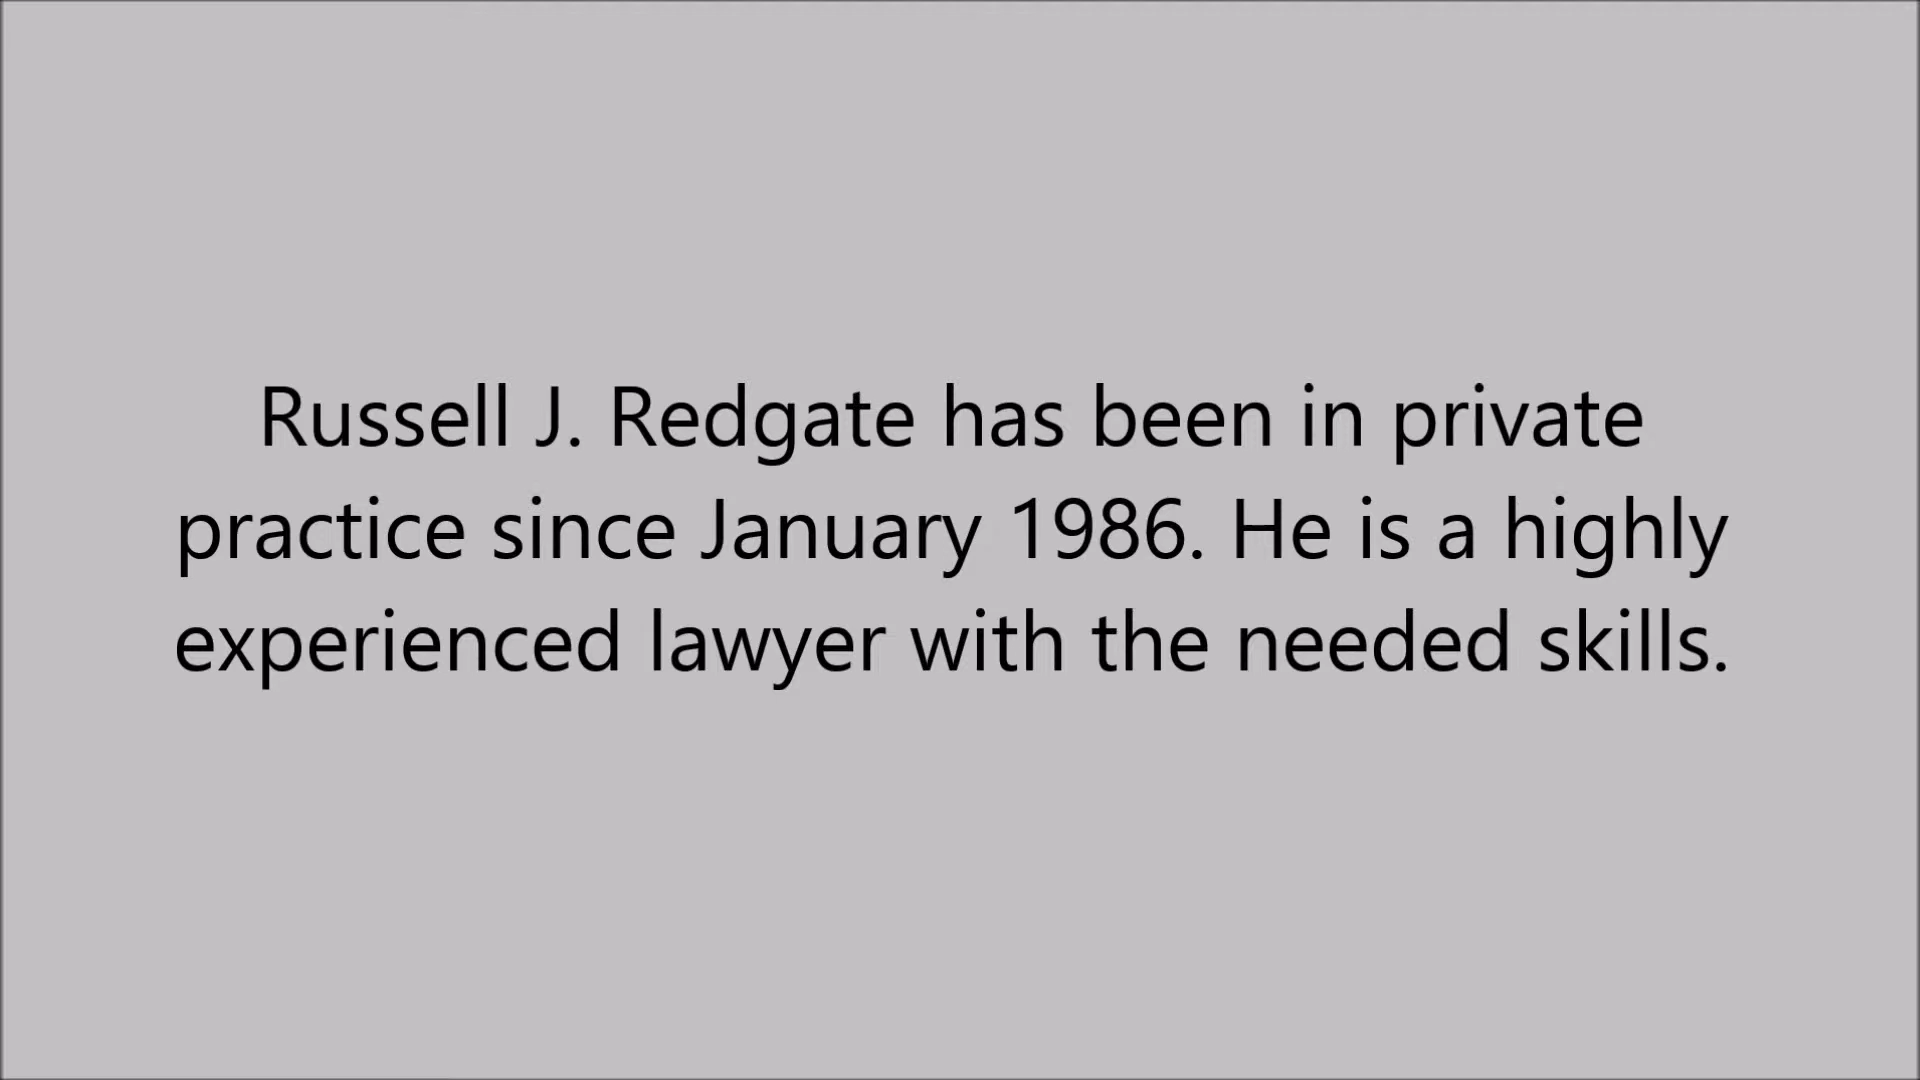 Russell J. Redgate has been in private
practice since January 1986. He is a highly
experienced lawyer with the needed skills.